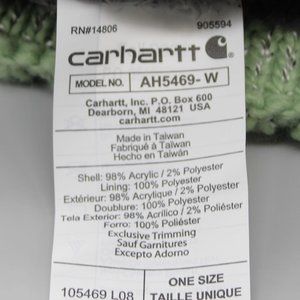 RN#14806 905594
carhartt
MODEL NO. AH5469-W
Carhartt, Inc. P.O. Box 600
Dearborn, MI 48121 USA
www.carhartt.com
Made in Taiwan
Fabriqué à Taiwan
Hecho en Taiwán
Shell: 98% Acrylic / 2% Polyester
Lining: 100% Polyester
Extérieur: 98% Acrylique / 2% Polyester
Doublure: 100% Polyester
Tela Exterior: 98% Acrílico / 2% Poliéster
Forro: 100% Poliéster
Exclusive Trimming
Sauf Garnitures
Excepto Adorno
105469 L08
ONE SIZE
TAILLE UNIQUE